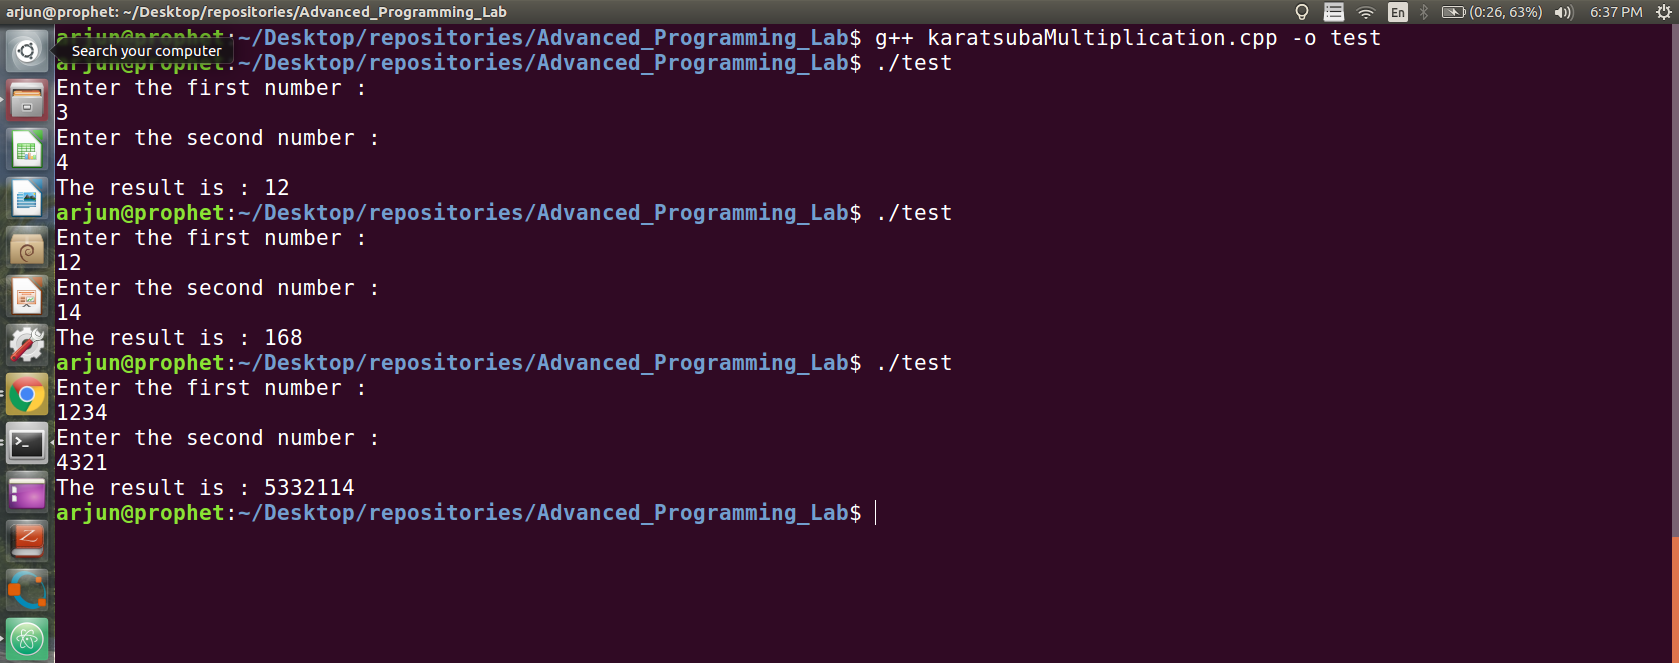 arjun@prophet: ~/Desktop/repositories/Advanced_Programming_Lab
En (0:26, 63%) 6:37 PM
Search your computer
arjun@prophet:~/Desktop/repositories/Advanced_Programming_Lab$ g++ karatsubaMultiplication.cpp -o test
arjun@prophet:~/Desktop/repositories/Advanced_Programming_Lab$ ./test
Enter the first number :
3
Enter the second number :
4
The result is : 12
arjun@prophet:~/Desktop/repositories/Advanced_Programming_Lab$ ./test
Enter the first number :
12
Enter the second number :
14
The result is : 168
arjun@prophet:~/Desktop/repositories/Advanced_Programming_Lab$ ./test
Enter the first number :
1234
Enter the second number :
4321
The result is : 5332114
arjun@prophet:~/Desktop/repositories/Advanced_Programming_Lab$